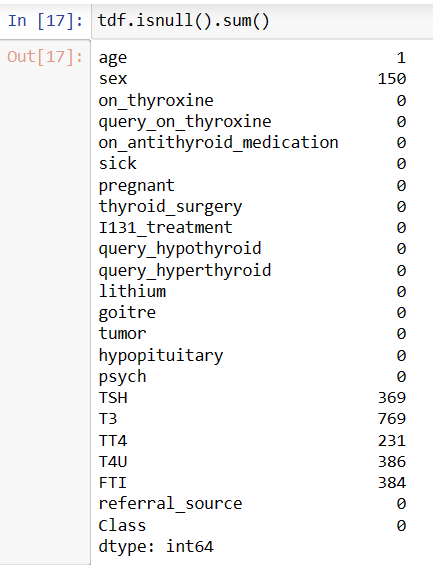 In [17]: tdf.isnull().sum()
Out[17]: age 1
sex 150
on_thyroxine 0
query_on_thyroxine 0
on_antithyroid_medication 0
sick 0
pregnant 0
thyroid_surgery 0
I131_treatment 0
query_hypothyroid 0
query_hyperthyroid 0
lithium 0
goitre 0
tumor 0
hypopituitary 0
psych 0
TSH 369
T3 769
TT4 231
T4U 386
FTI 384
referral_source 0
Class 0
dtype: int64